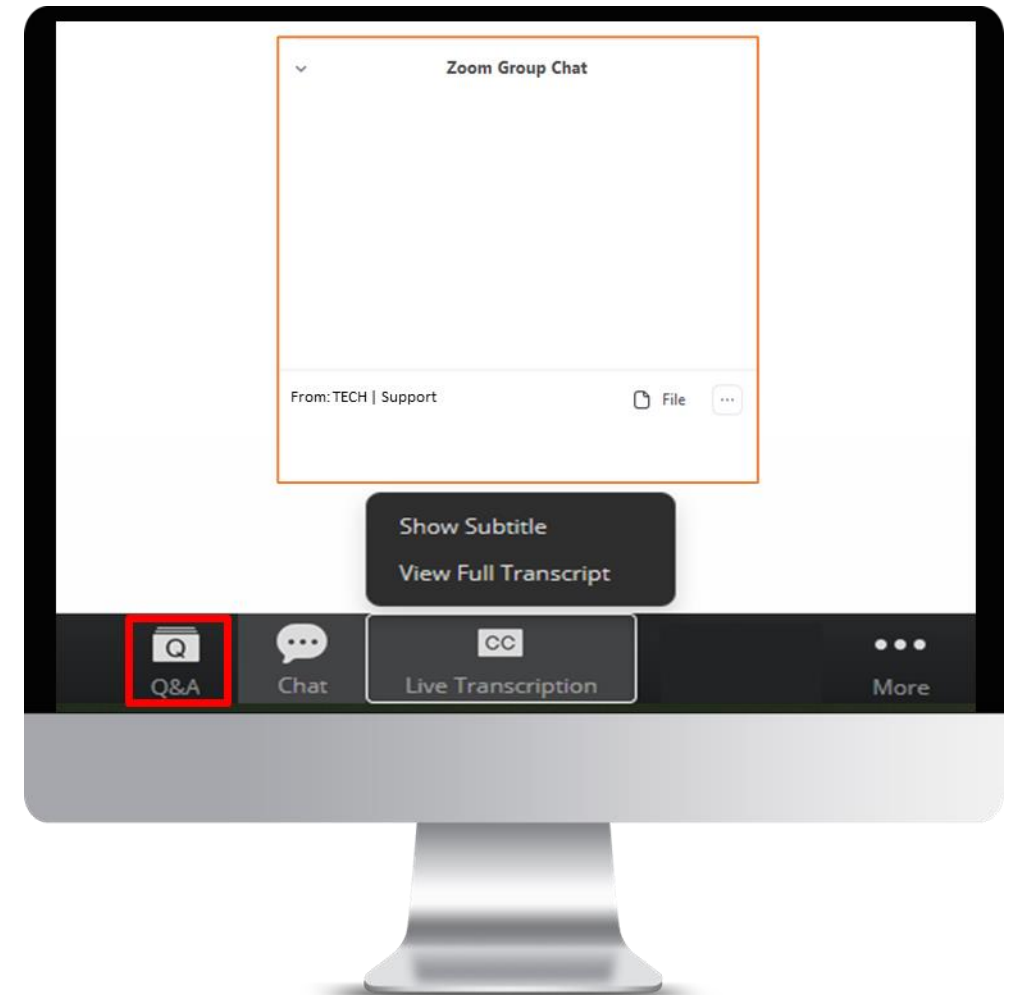 Zoom Group Chat
From: TECH | Support
File
Show Subtitle
View Full Transcript
Q
CC
Q&A
Chat
Live Transcription
More